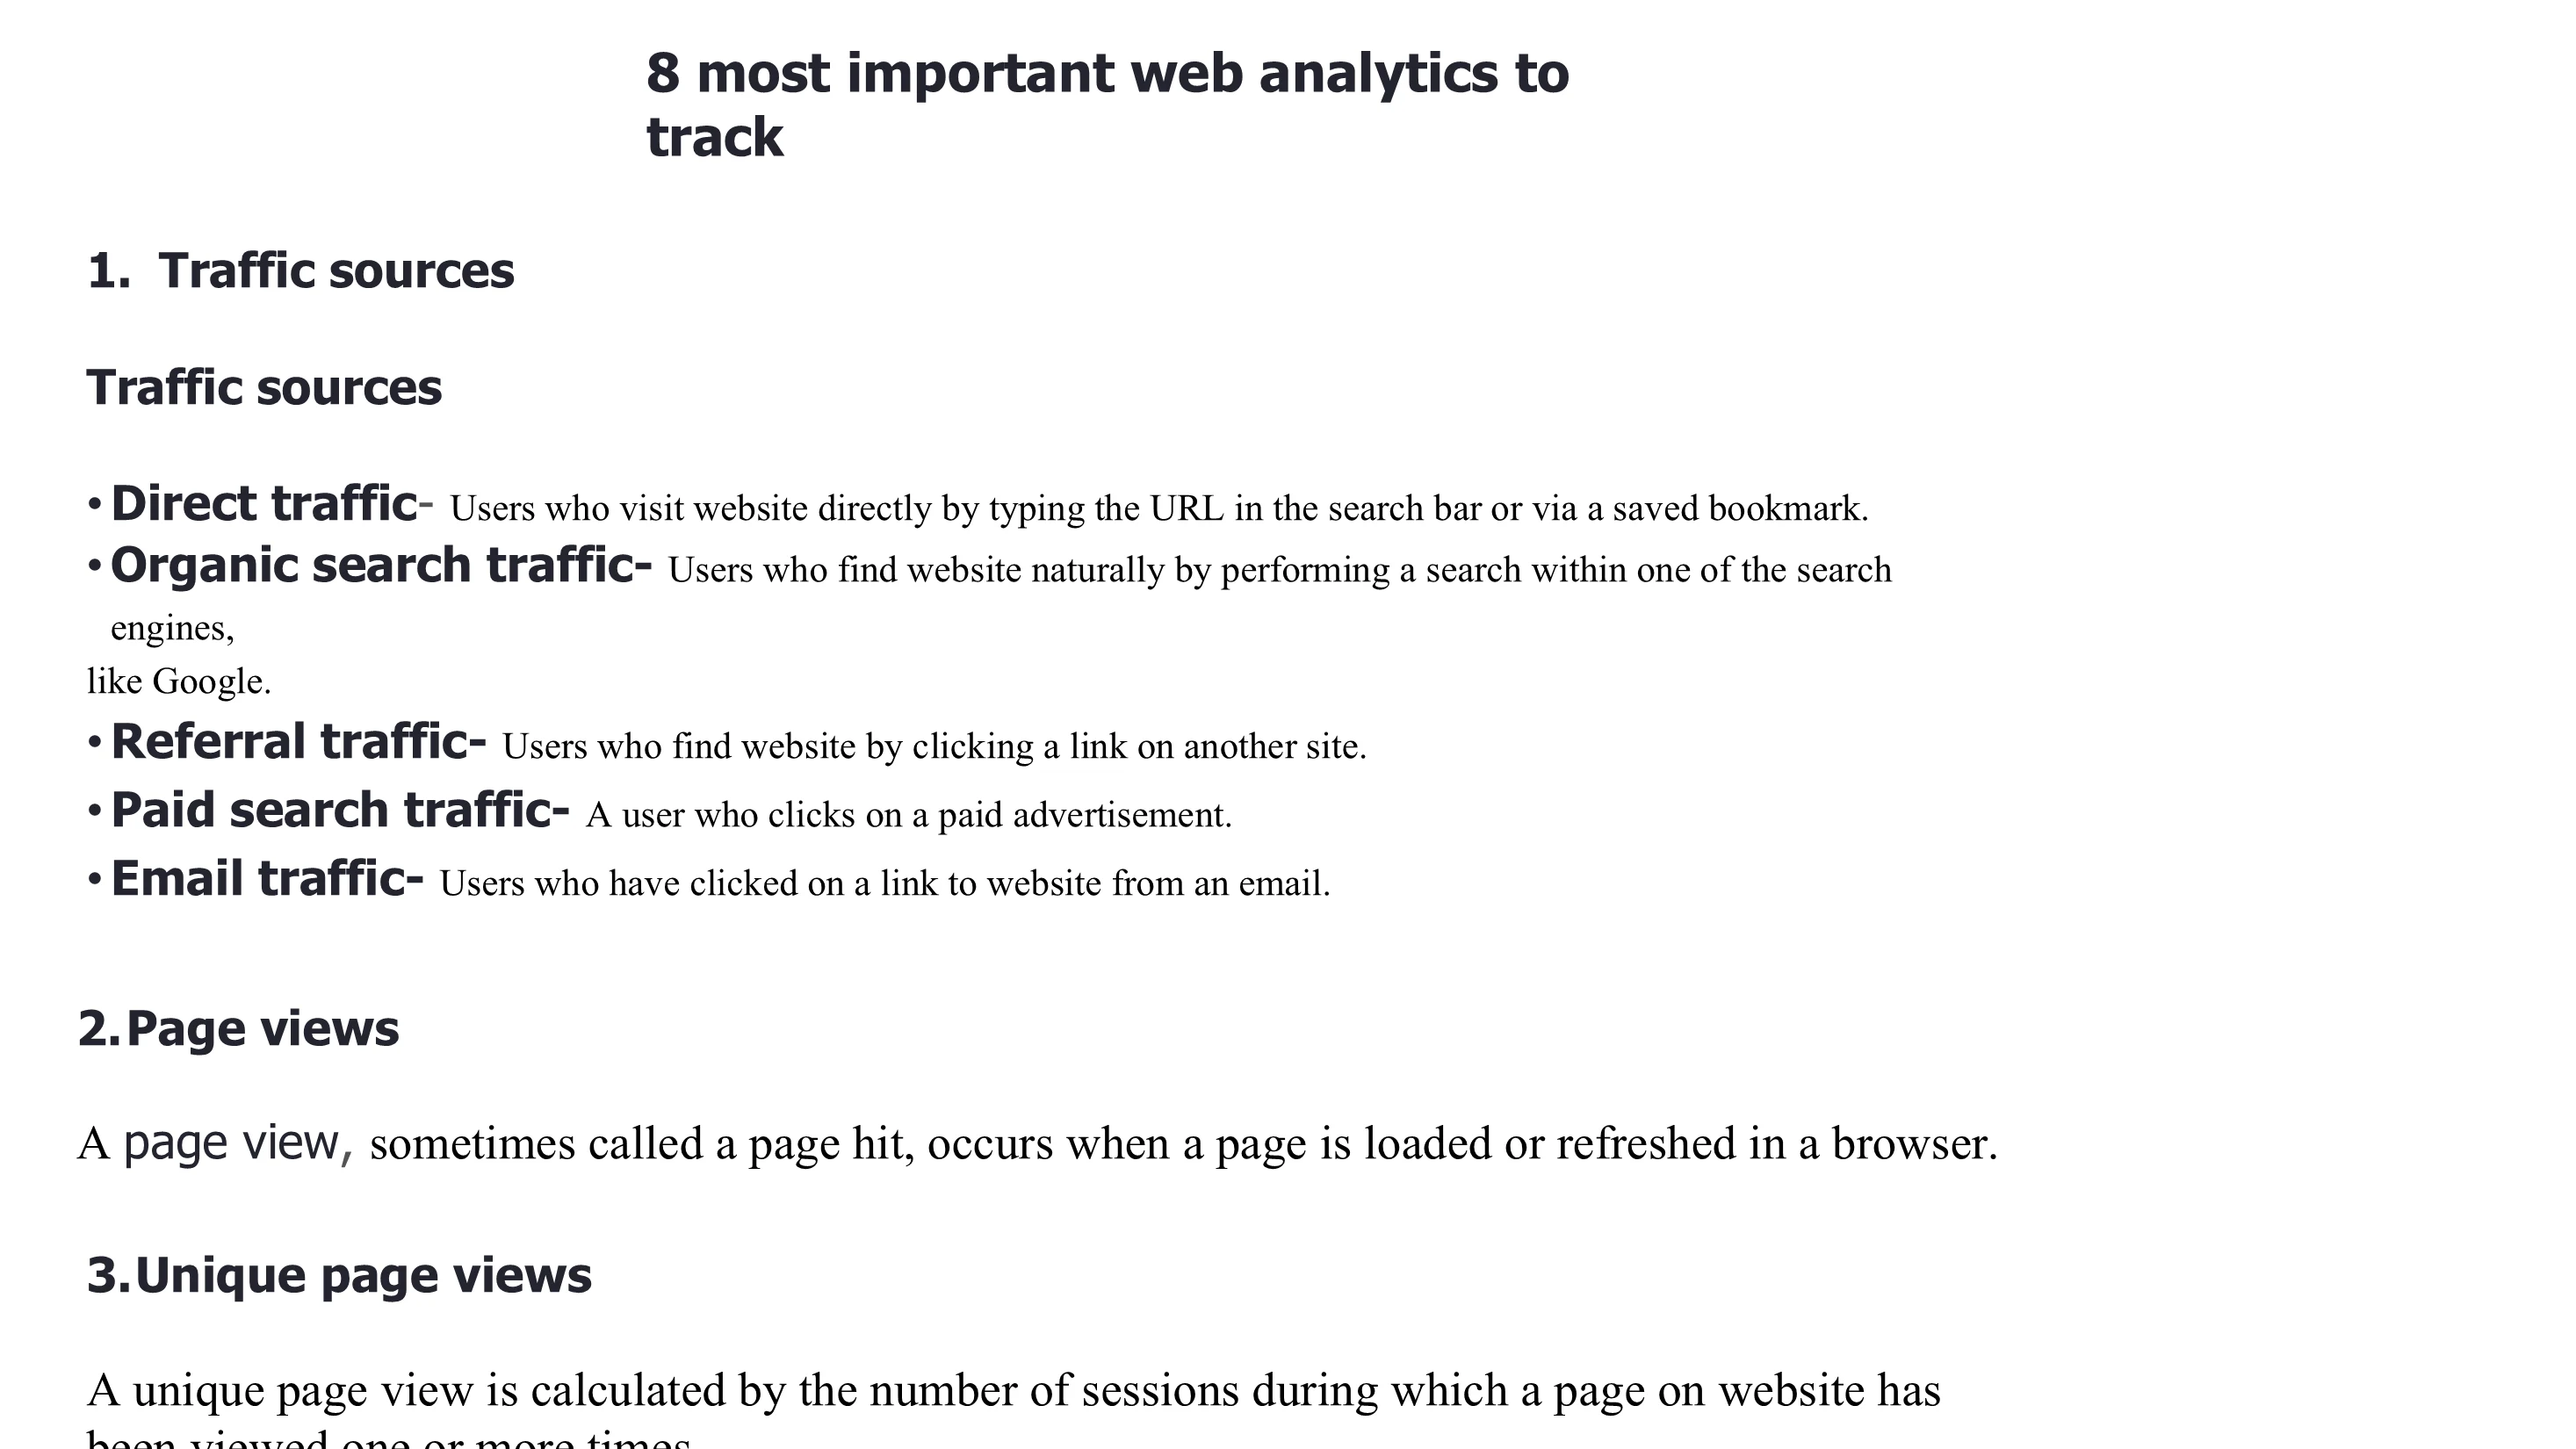 8 most important web analytics to
track
1. Traffic sources
Traffic sources
• Direct traffic- Users who visit website directly by typing the URL in the search bar or via a saved bookmark.
• Organic search traffic- Users who find website naturally by performing a search within one of the search
engines,
like Google.
• Referral traffic- Users who find website by clicking a link on another site.
• Paid search traffic- A user who clicks on a paid advertisement.
• Email traffic- Users who have clicked on a link to website from an email.
2. Page views
A page view, sometimes called a page hit, occurs when a page is loaded or refreshed in a browser.
3. Unique page views
A unique page view is calculated by the number of sessions during which a page on website has
been viewed one or more times